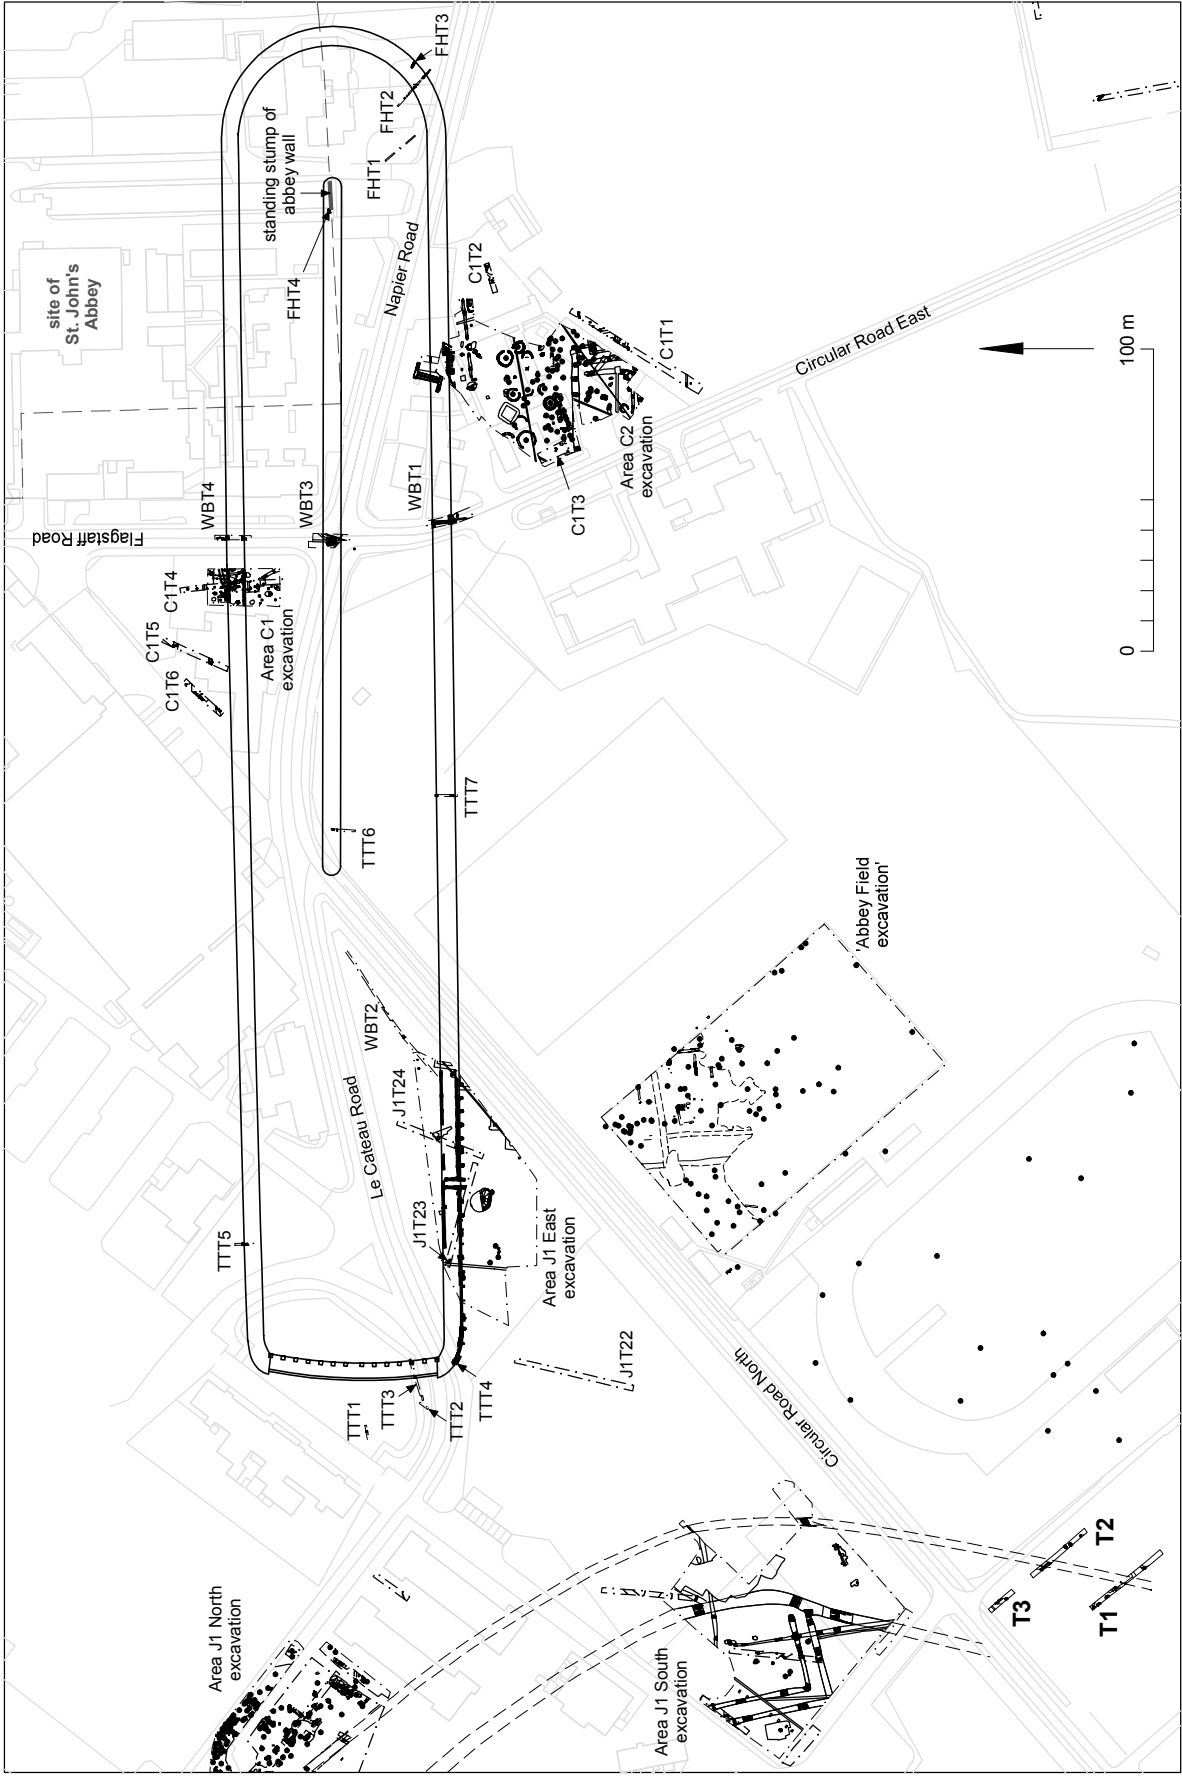 FHT3
FHT2
standing stump of
abbey wall
FHT1
FHT4
Napier Road
site of
St. John's
Abbey
C1T2
C1T1
Circular Road East
100 m
0
Area C2
excavation
C1T3
WBT1
WBT3
WBT4
Flagstaff Road
C1T4
C1T5
C1T6
Area C1
excavation
TTT7
TTT6
'Abbey Field
excavation'
WBT2
J1T24
Le Cateau Road
J1T23
TTT5
Area J1 East
excavation
J1T22
TTT4
TTT3
TTT2
TTT1
Circular Road North
Area J1 North
excavation
Area J1 South
excavation
T2
T3
T1